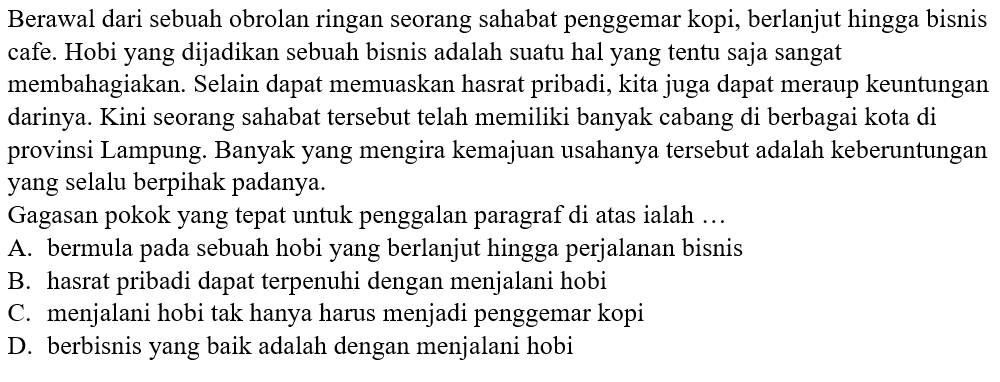 Berawal dari sebuah obrolan ringan seorang sahabat penggemar kopi, berlanjut hingga bisnis
cafe. Hobi yang dijadikan sebuah bisnis adalah suatu hal yang tentu saja sangat
membahagiakan. Selain dapat memuaskan hasrat pribadi, kita juga dapat meraup keuntungan
darinya. Kini seorang sahabat tersebut telah memiliki banyak cabang di berbagai kota di
provinsi Lampung. Banyak yang mengira kemajuan usahanya tersebut adalah keberuntungan
yang selalu berpihak padanya.
Gagasan pokok yang tepat untuk penggalan paragraf di atas ialah …
A. bermula pada sebuah hobi yang berlanjut hingga perjalanan bisnis
B. hasrat pribadi dapat terpenuhi dengan menjalani hobi
C. menjalani hobi tak hanya harus menjadi penggemar kopi
D. berbisnis yang baik adalah dengan menjalani hobi